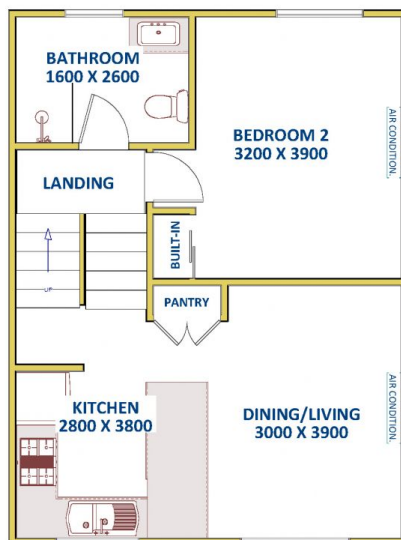 BATHROOM
1600 X 2600
BEDROOM 2
3200 X 3900
AIR CONDITION.
LANDING
BUILT-IN
UP
PANTRY
KITCHEN
2800 X 3800
DINING/LIVING
3000 X 3900
AIR CONDITION.